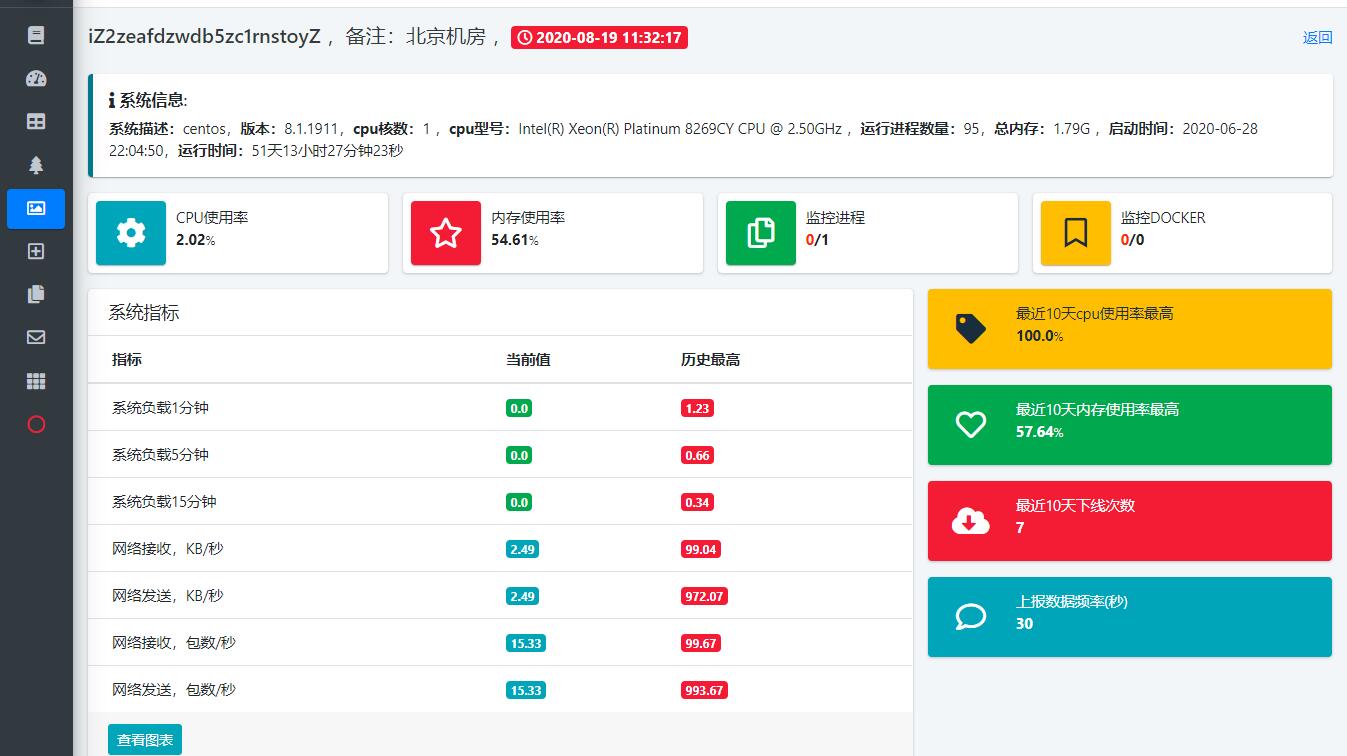 iZ2zeafdzwdb5zc1rnstoyZ ，备注：北京机房 ， 2020-08-19 11:32:17 返回
系统信息:
系统描述：centos，版本：8.1.1911，cpu核数：1 ，cpu型号：Intel(R) Xeon(R) Platinum 8269CY CPU @ 2.50GHz ，运行进程数量：95，总内存：1.79G ，启动时间：2020-06-28
22:04:50，运行时间：51天13小时27分钟23秒
CPU使用率
2.02%
内存使用率
54.61%
监控进程
0/1
监控DOCKER
0/0
系统指标
指标 当前值 历史最高
系统负载1分钟 0.0 1.23
系统负载5分钟 0.0 0.66
系统负载15分钟 0.0 0.34
网络接收，KB/秒 2.49 99.04
网络发送，KB/秒 2.49 972.07
网络接收，包数/秒 15.33 99.67
网络发送，包数/秒 15.33 993.67
查看图表
最近10天cpu使用率最高
100.0%
最近10天内存使用率最高
57.64%
最近10天下线次数
7
上报数据频率(秒)
30